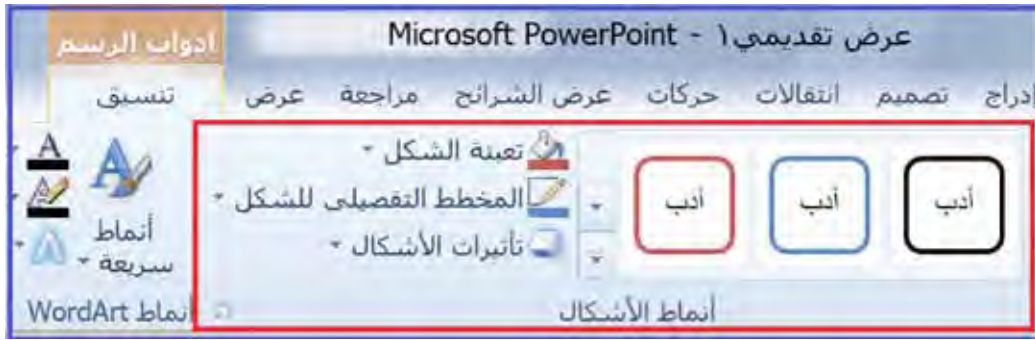 عرض تقديمي١ - Microsoft PowerPoint
ادوات الرسم
إدراج تصميم انتقالات حركات عرض الشرائح مراجعة عرض تنسيق
أدب أدب أدب
تعبئة الشكل
المخطط التفصيلي للشكل
تأثيرات الأشكال
أنماط سريعة
A
أنماط الأشكال
أنماط WordArt